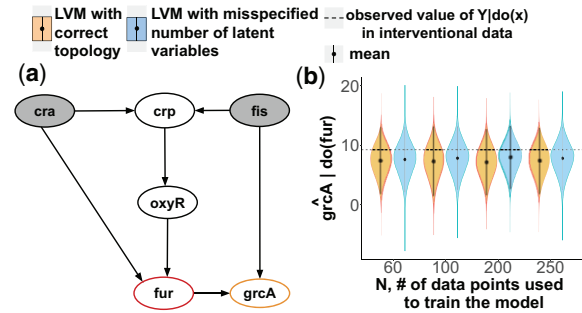 LVM with
correct
topology
LVM with misspecified
number of latent
variables
observed value of Y|do(x)
in interventional data
mean
(a)
cra
crp
fis
oxyR
fur
grcA
(b)
20
10
0
ĝrcA | do(fur)
60
100
200
250
N, # of data points used
to train the model